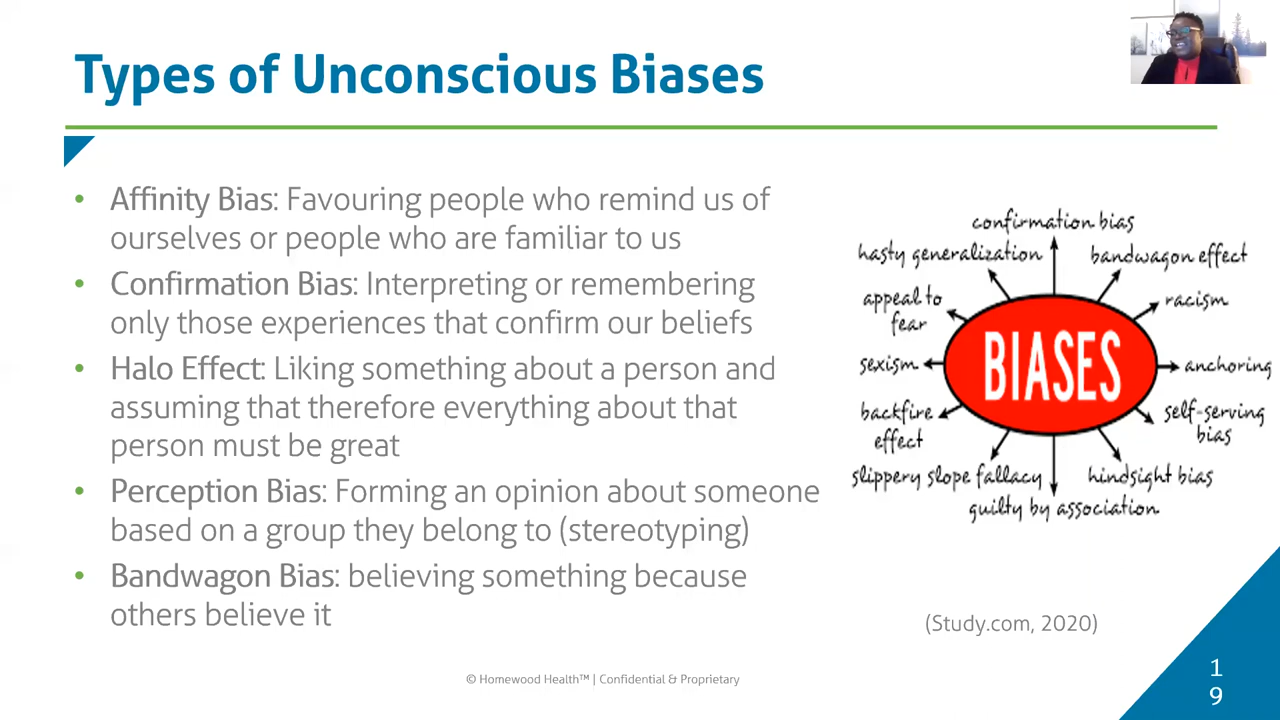 Types of Unconscious Biases
• Affinity Bias: Favouring people who remind us of
ourselves or people who are familiar to us
• Confirmation Bias: Interpreting or remembering
only those experiences that confirm our beliefs
• Halo Effect: Liking something about a person and
assuming that therefore everything about that
person must be great
• Perception Bias: Forming an opinion about someone
based on a group they belong to (stereotyping)
• Bandwagon Bias: believing something because
others believe it
confirmation bias
hasty generalization
bandwagon effect
appeal to
fear
racism
sexism
BIASES
anchoring
backfire
effect
self-serving
bias
slippery slope fallacy
hindsight bias
guilty by association
(Study.com, 2020)
© Homewood Health™ | Confidential & Proprietary
1
9